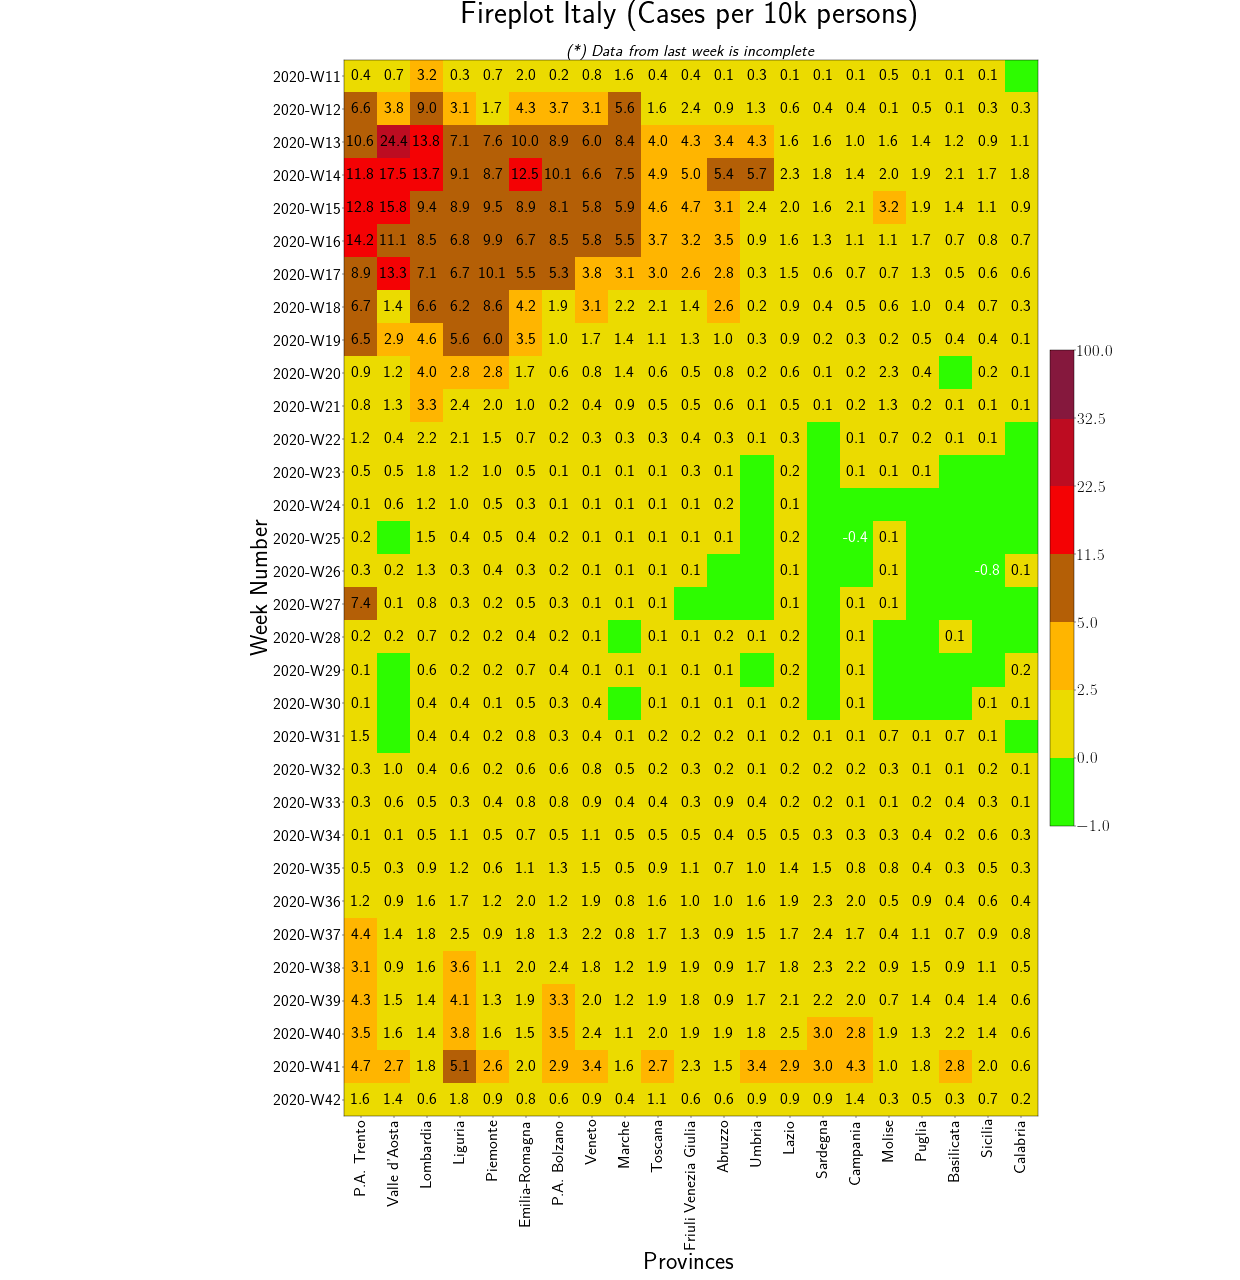 Fireplot Italy (Cases per 10k persons)
(*) Data from last week is incomplete
2020-W11 0.4 0.7 3.2 0.3 0.7 2.0 0.2 0.8 1.6 0.4 0.4 0.1 0.3 0.1 0.1 0.1 0.5 0.1 0.1 0.1
2020-W12 6.6 3.8 9.0 3.1 1.7 4.3 3.7 3.1 5.6 1.6 2.4 0.9 1.3 0.6 0.4 0.4 0.1 0.5 0.1 0.3 0.3
2020-W13 10.6 24.4 13.8 7.1 7.6 10.0 8.9 6.0 8.4 4.0 4.3 3.4 4.3 1.6 1.6 1.0 1.6 1.4 1.2 0.9 1.1
2020-W14 11.8 17.5 13.7 9.1 8.7 12.5 10.1 6.6 7.5 4.9 5.0 5.4 5.7 2.3 1.8 1.4 2.0 1.9 2.1 1.7 1.8
2020-W15 12.8 15.8 9.4 8.9 9.5 8.9 8.1 5.8 5.9 4.6 4.7 3.1 2.4 2.0 1.6 2.1 3.2 1.9 1.4 1.1 0.9
2020-W16 14.2 11.1 8.5 6.8 9.9 6.7 8.5 5.8 5.5 3.7 3.2 3.5 0.9 1.6 1.3 1.1 1.1 1.7 0.7 0.8 0.7
2020-W17 8.9 13.3 7.1 6.7 10.1 5.5 5.3 3.8 3.1 3.0 2.6 2.8 0.3 1.5 0.6 0.7 0.7 1.3 0.5 0.6 0.6
2020-W18 6.7 1.4 6.6 6.2 8.6 4.2 1.9 3.1 2.2 2.1 1.4 2.6 0.2 0.9 0.4 0.5 0.6 1.0 0.4 0.7 0.3
2020-W19 6.5 2.9 4.6 5.6 6.0 3.5 1.0 1.7 1.4 1.1 1.3 1.0 0.3 0.9 0.2 0.3 0.2 0.5 0.4 0.4 0.1
2020-W20 0.9 1.2 4.0 2.8 2.8 1.7 0.6 0.8 1.4 0.6 0.5 0.8 0.2 0.6 0.1 0.2 2.3 0.4 0.2 0.1
2020-W21 0.8 1.3 3.3 2.4 2.0 1.0 0.2 0.4 0.9 0.5 0.5 0.6 0.1 0.5 0.1 0.2 1.3 0.2 0.1 0.1 0.1
2020-W22 1.2 0.4 2.2 2.1 1.5 0.7 0.2 0.3 0.3 0.3 0.4 0.3 0.1 0.3 0.1 0.7 0.2 0.1 0.1
2020-W23 0.5 0.5 1.8 1.2 1.0 0.5 0.1 0.1 0.1 0.1 0.3 0.1 0.2 0.1 0.1 0.1
2020-W24 0.1 0.6 1.2 1.0 0.5 0.3 0.1 0.1 0.1 0.1 0.1 0.2 0.1
2020-W25 0.2 1.5 0.4 0.5 0.4 0.2 0.1 0.1 0.1 0.1 0.1 0.2 -0.4 0.1
2020-W26 0.3 0.2 1.3 0.3 0.4 0.3 0.2 0.1 0.1 0.1 0.1 0.1 0.1 -0.8 0.1
2020-W27 7.4 0.1 0.8 0.3 0.2 0.5 0.3 0.1 0.1 0.1 0.1 0.1 0.1
2020-W28 0.2 0.2 0.7 0.2 0.2 0.4 0.2 0.1 0.1 0.1 0.2 0.1 0.2 0.1 0.1
2020-W29 0.1 0.6 0.2 0.2 0.7 0.4 0.1 0.1 0.1 0.1 0.1 0.2 0.1 0.2
2020-W30 0.1 0.4 0.4 0.1 0.5 0.3 0.4 0.1 0.1 0.1 0.1 0.2 0.1 0.1 0.1
2020-W31 1.5 0.4 0.4 0.2 0.8 0.3 0.4 0.1 0.2 0.2 0.2 0.1 0.2 0.1 0.1 0.7 0.1 0.7 0.1
2020-W32 0.3 1.0 0.4 0.6 0.2 0.6 0.6 0.8 0.5 0.2 0.3 0.2 0.1 0.2 0.2 0.2 0.3 0.1 0.1 0.2 0.1
2020-W33 0.3 0.6 0.5 0.3 0.4 0.8 0.8 0.9 0.4 0.4 0.3 0.9 0.4 0.2 0.2 0.1 0.1 0.2 0.4 0.3 0.1
2020-W34 0.1 0.1 0.5 1.1 0.5 0.7 0.5 1.1 0.5 0.5 0.5 0.4 0.5 0.5 0.3 0.3 0.3 0.4 0.2 0.6 0.3
2020-W35 0.5 0.3 0.9 1.2 0.6 1.1 1.3 1.5 0.5 0.9 1.1 0.7 1.0 1.4 1.5 0.8 0.8 0.4 0.3 0.5 0.3
2020-W36 1.2 0.9 1.6 1.7 1.2 2.0 1.2 1.9 0.8 1.6 1.0 1.0 1.6 1.9 2.3 2.0 0.5 0.9 0.4 0.6 0.4
2020-W37 4.4 1.4 1.8 2.5 0.9 1.8 1.3 2.2 0.8 1.7 1.3 0.9 1.5 1.7 2.4 1.7 0.4 1.1 0.7 0.9 0.8
2020-W38 3.1 0.9 1.6 3.6 1.1 2.0 2.4 1.8 1.2 1.9 1.9 0.9 1.7 1.8 2.3 2.2 0.9 1.5 0.9 1.1 0.5
2020-W39 4.3 1.5 1.4 4.1 1.3 1.9 3.3 2.0 1.2 1.9 1.8 0.9 1.7 2.1 2.2 2.0 0.7 1.4 0.4 1.4 0.6
2020-W40 3.5 1.6 1.4 3.8 1.6 1.5 3.5 2.4 1.1 2.0 1.9 1.9 1.8 2.5 3.0 2.8 1.9 1.3 2.2 1.4 0.6
2020-W41 4.7 2.7 1.8 5.1 2.6 2.0 2.9 3.4 1.6 2.7 2.3 1.5 3.4 2.9 3.0 4.3 1.0 1.8 2.8 2.0 0.6
2020-W42 1.6 1.4 0.6 1.8 0.9 0.8 0.6 0.9 0.4 1.1 0.6 0.6 0.9 0.9 0.9 1.4 0.3 0.5 0.3 0.7 0.2
Week Number
P.A. Trento
Valle d'Aosta
Lombardia
Liguria
Piemonte
Emilia-Romagna
P.A. Bolzano
Veneto
Marche
Toscana
Friuli Venezia Giulia
Abruzzo
Umbria
Lazio
Sardegna
Campania
Molise
Puglia
Basilicata
Sicilia
Calabria
Provinces
100.0
32.5
22.5
11.5
5.0
2.5
0.0
−1.0